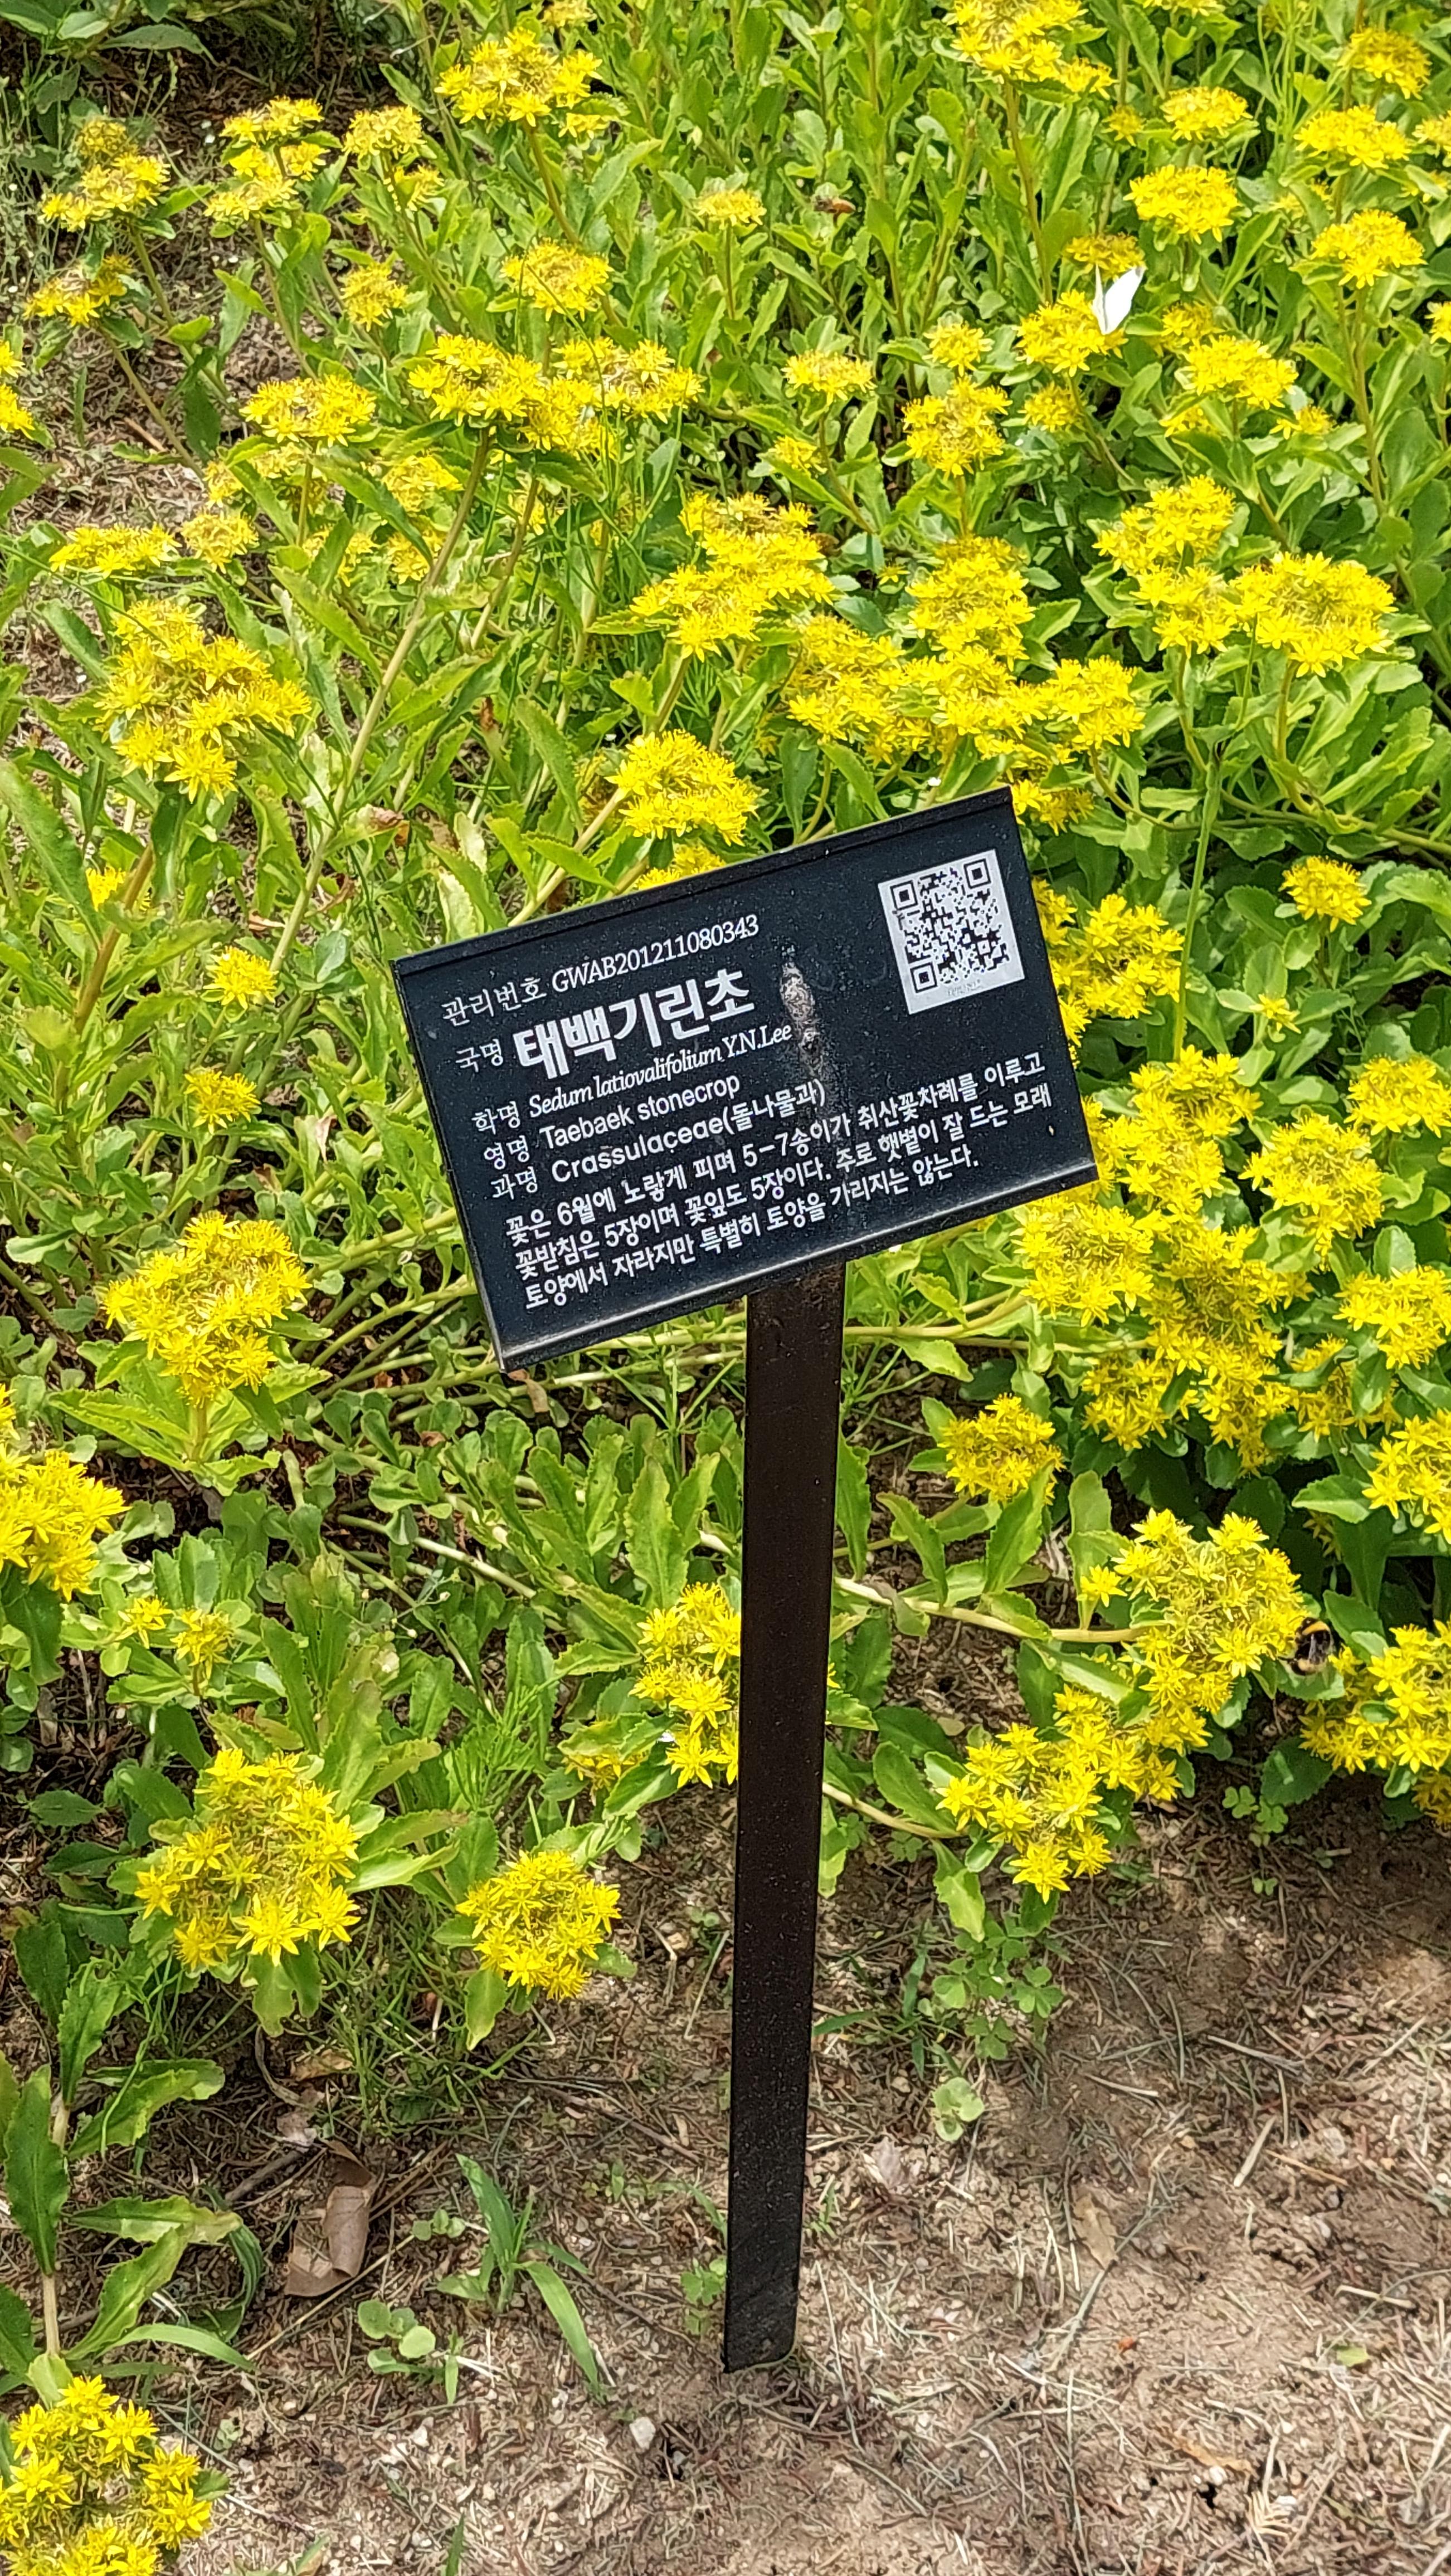 관리번호 GWAB201211080343
국명 태백기린초
학명 Sedum latiovalifolium Y.N.Lee
영명 Taebaek stonecrop
과명 Crassulaceae(돌나물과)
꽃은 6월에 노랗게 피며 5-7송이가 취산꽃차례를 이루고
꽃받침은 5장이며 꽃잎도 5장이다. 주로 햇볕이 잘 드는 모래
토양에서 자라지만 특별히 토양을 가리지는 않는다.